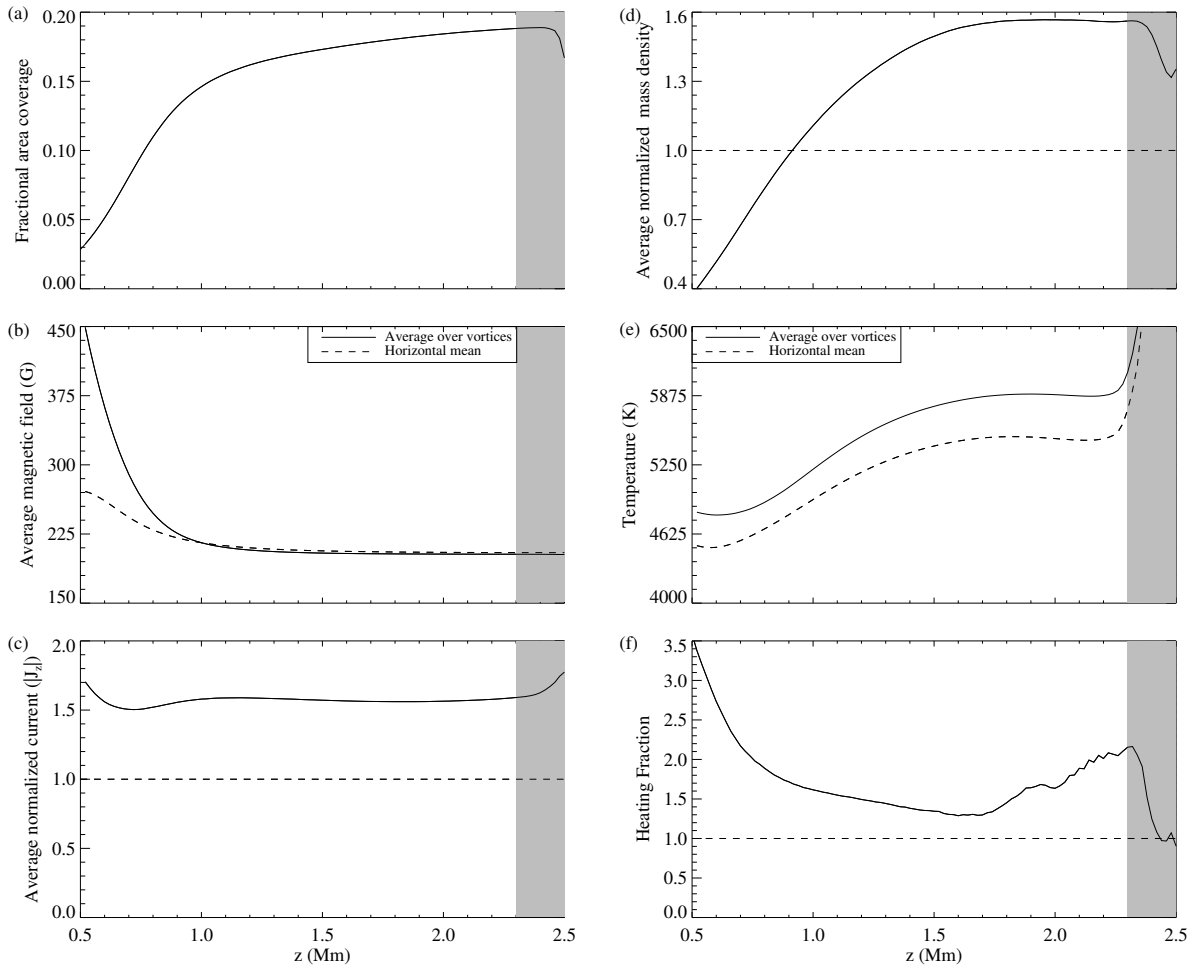 (a)
Fractional area coverage
0.20
0.15
0.10
0.05
0.00
(d)
Average normalized mass density
1.6
1.3
1.0
0.7
0.4
(b)
Average magnetic field (G)
450
375
300
225
150
Average over vortices
Horizontal mean
(e)
Temperature (K)
6500
5875
5250
4625
4000
Average over vortices
Horizontal mean
(c)
Average normalized current (|J_z|)
2.0
1.5
1.0
0.5
0.0
0.5
1.0
1.5
2.0
2.5
z (Mm)
(f)
Heating Fraction
3.5
3.0
2.5
2.0
1.5
1.0
0.5
0.0
0.5
1.0
1.5
2.0
2.5
z (Mm)